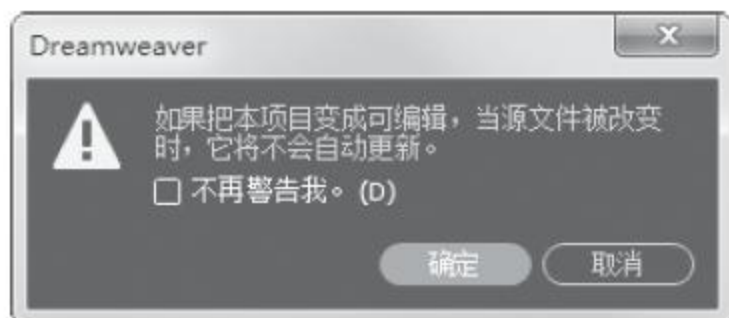 Dreamweaver
如果把本项目变成可编辑，当源文件被改变
时，它将不会自动更新。
不再警告我。(D)
确定
取消